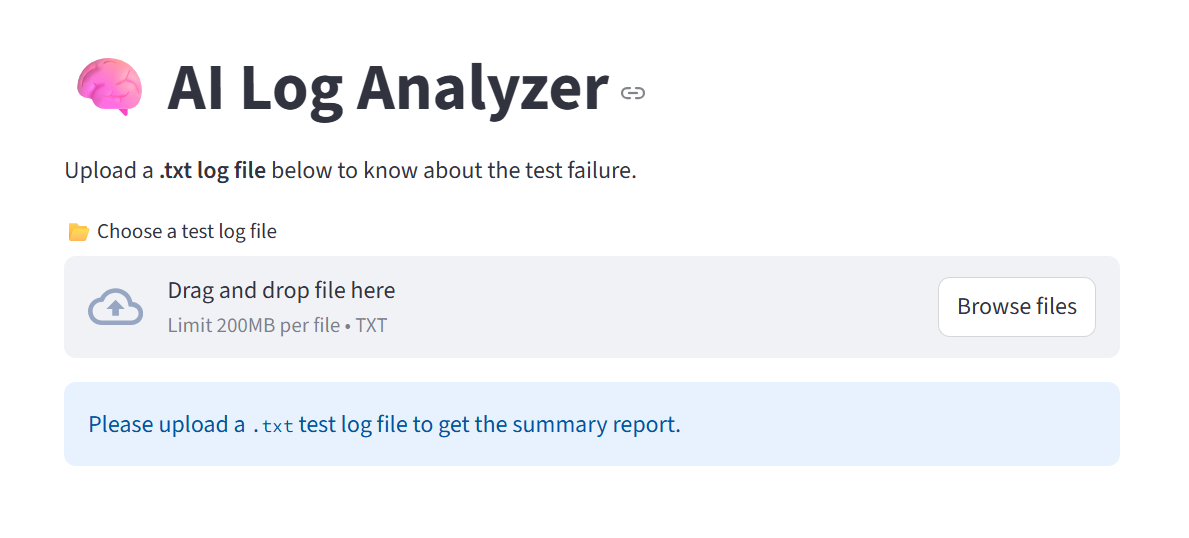 AI Log Analyzer
Upload a .txt log file below to know about the test failure.
Choose a test log file
Drag and drop file here
Limit 200MB per file • TXT
Browse files
Please upload a .txt test log file to get the summary report.